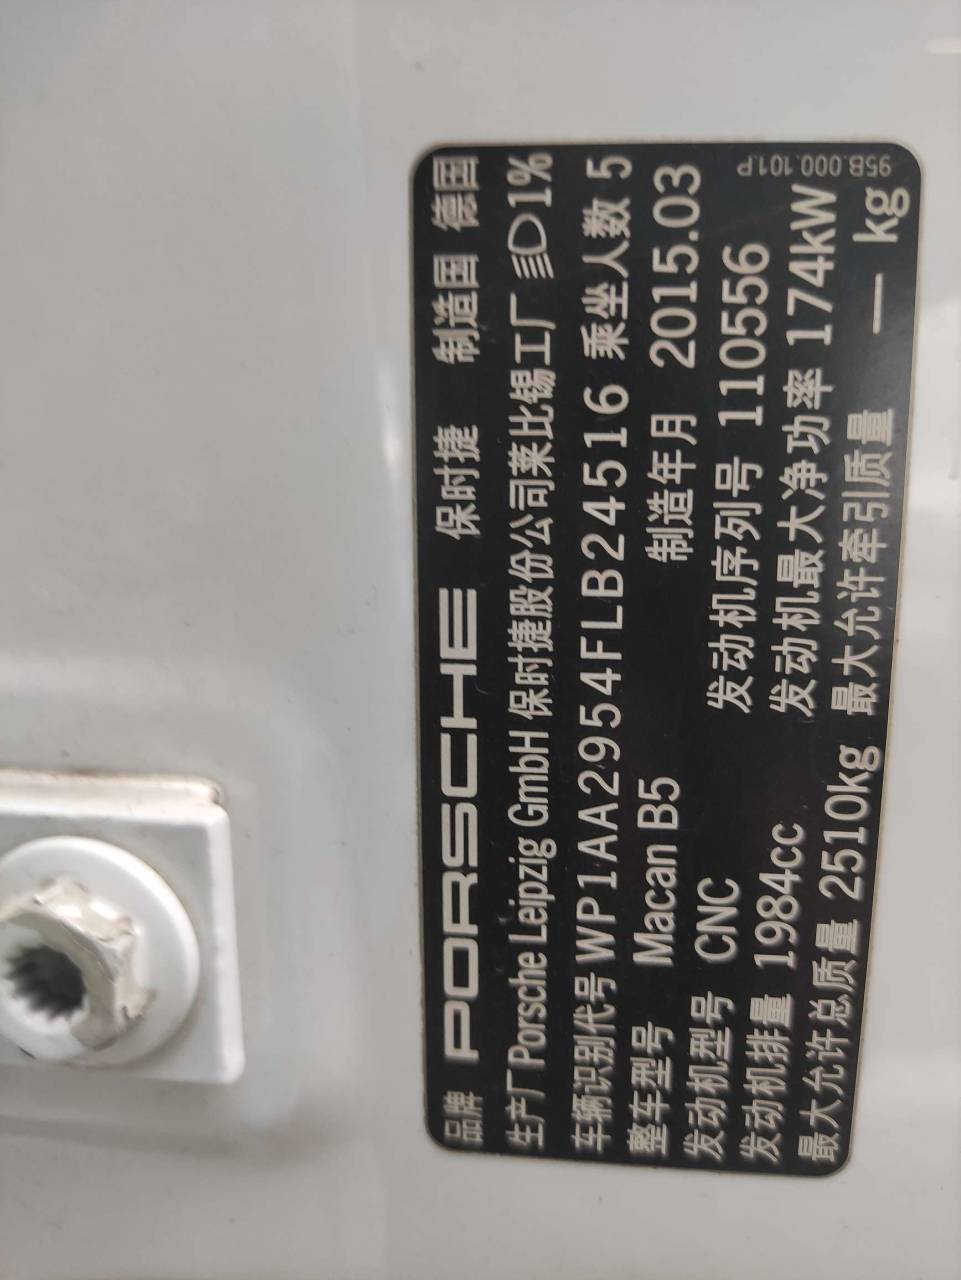 95B.000.101.P
品牌 PORSCHE 保时捷 制造国 德国
生产厂 Porsche Leipzig GmbH 保时捷股份公司莱比锡工厂 1%
车辆识别代号 WP1AA2954FLB24516 乘坐人数 5
整车型号 Macan B5 制造年月 2015.03
发动机型号 CNC 发动机序列号 110556
发动机排量 1984cc 发动机最大净功率 174kW
最大允许总质量 2510kg 最大允许牵引质量 — kg